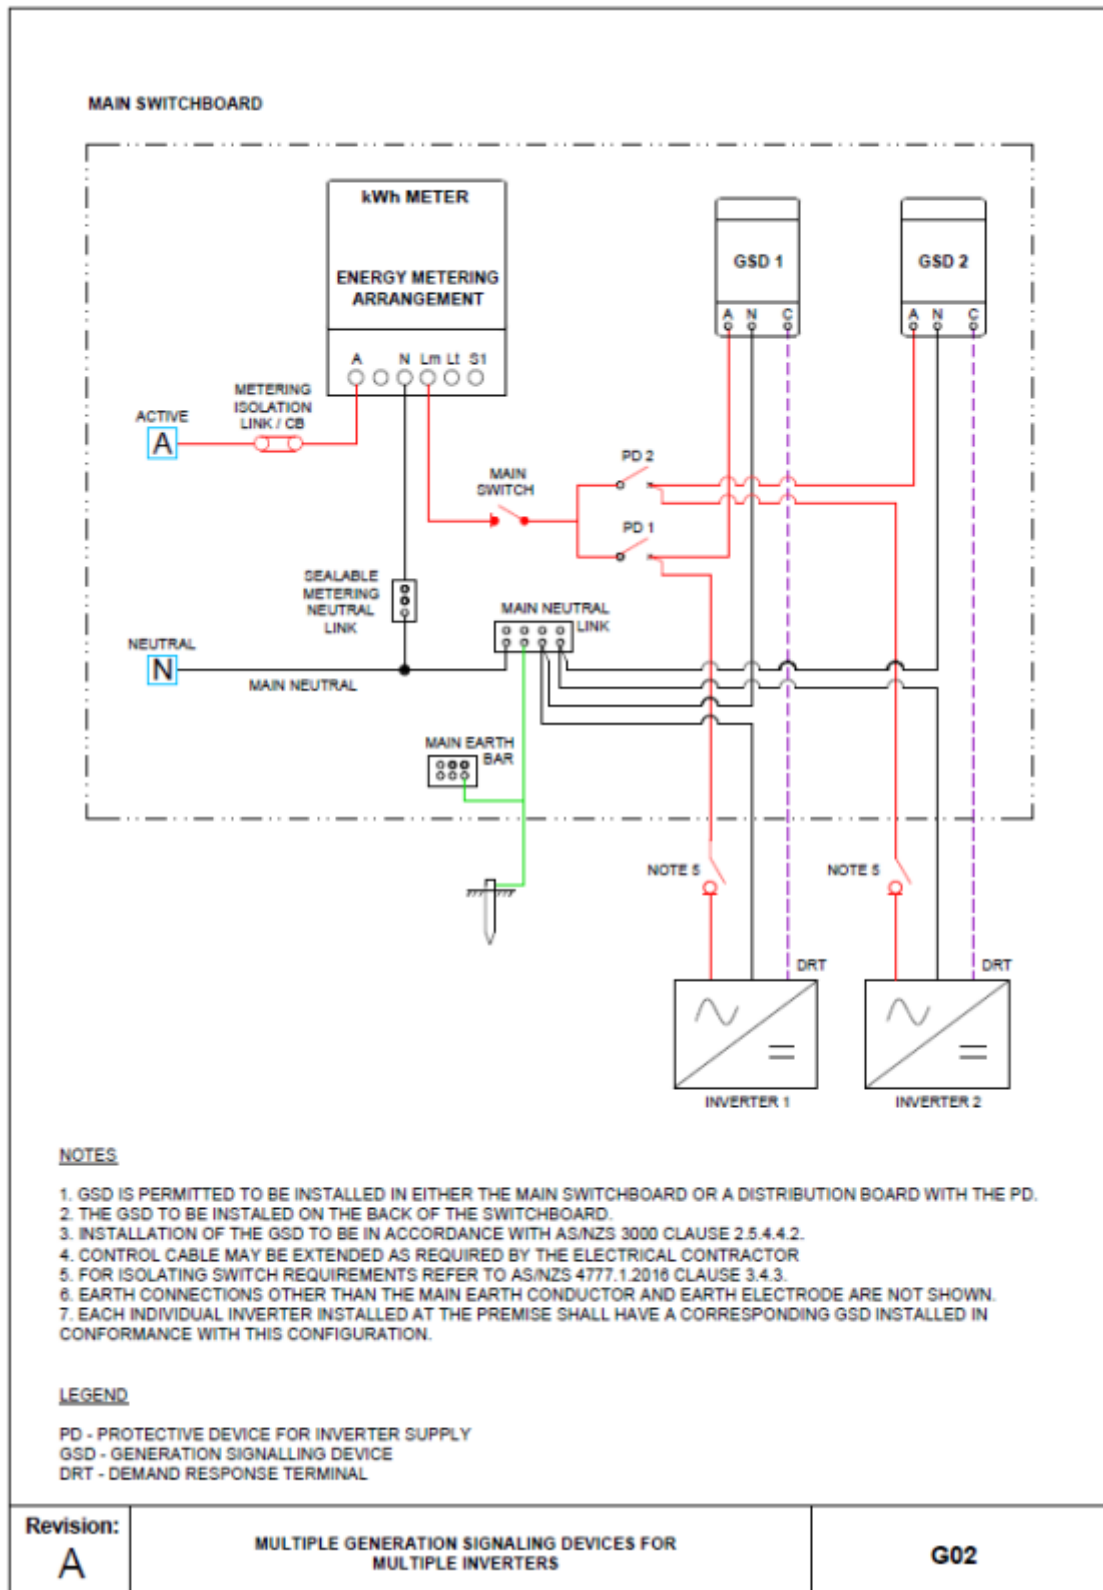 MAIN SWITCHBOARD
kWh METER
ENERGY METERING
ARRANGEMENT
A N Lm Lt S1
GSD 1
A N C
GSD 2
A N C
METERING
ISOLATION
LINK / CB
ACTIVE
A
MAIN
SWITCH
PD 2
PD 1
SEALABLE
METERING
NEUTRAL
LINK
MAIN NEUTRAL
LINK
NEUTRAL
N
MAIN NEUTRAL
MAIN EARTH
BAR
NOTE 5
NOTE 5
DRT
DRT
INVERTER 1
INVERTER 2
NOTES
1. GSD IS PERMITTED TO BE INSTALLED IN EITHER THE MAIN SWITCHBOARD OR A DISTRIBUTION BOARD WITH THE PD.
2. THE GSD TO BE INSTALED ON THE BACK OF THE SWITCHBOARD.
3. INSTALLATION OF THE GSD TO BE IN ACCORDANCE WITH AS/NZS 3000 CLAUSE 2.5.4.4.2.
4. CONTROL CABLE MAY BE EXTENDED AS REQUIRED BY THE ELECTRICAL CONTRACTOR
5. FOR ISOLATING SWITCH REQUIREMENTS REFER TO AS/NZS 4777.1.2016 CLAUSE 3.4.3.
6. EARTH CONNECTIONS OTHER THAN THE MAIN EARTH CONDUCTOR AND EARTH ELECTRODE ARE NOT SHOWN.
7. EACH INDIVIDUAL INVERTER INSTALLED AT THE PREMISE SHALL HAVE A CORRESPONDING GSD INSTALLED IN
CONFORMANCE WITH THIS CONFIGURATION.
LEGEND
PD - PROTECTIVE DEVICE FOR INVERTER SUPPLY
GSD - GENERATION SIGNALLING DEVICE
DRT - DEMAND RESPONSE TERMINAL
Revision:
A
MULTIPLE GENERATION SIGNALING DEVICES FOR
MULTIPLE INVERTERS
G02